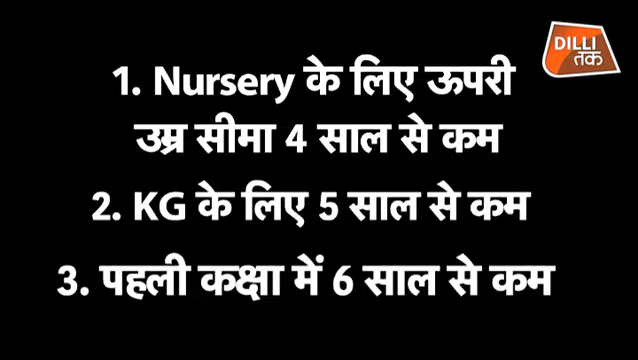 DILLI
तक
1. Nursery के लिए ऊपरी
उम्र सीमा 4 साल से कम
2. KG के लिए 5 साल से कम
3. पहली कक्षा में 6 साल से कम